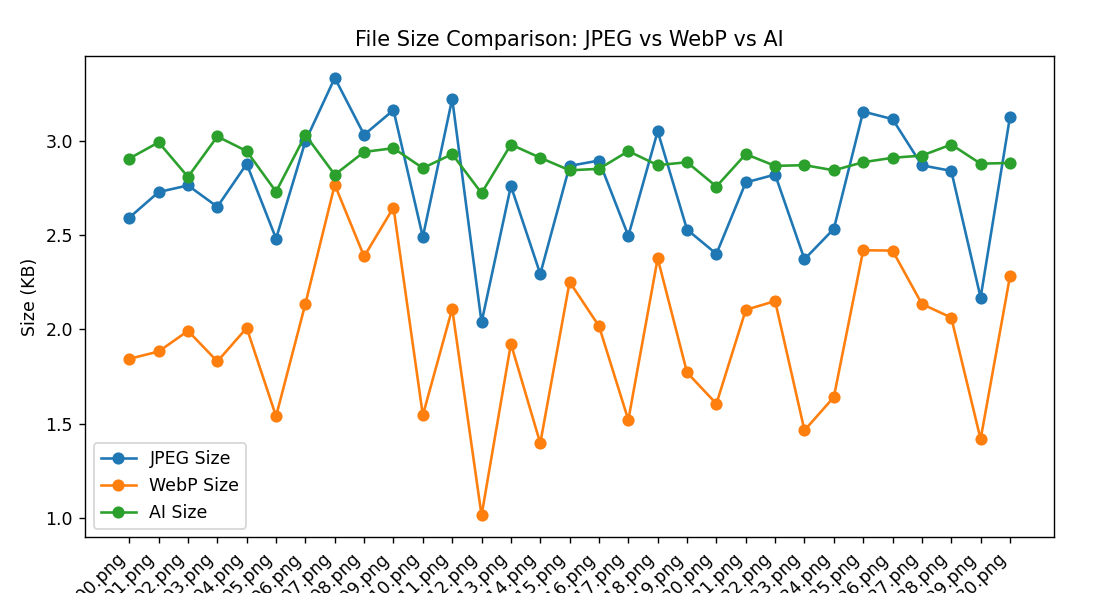 File Size Comparison: JPEG vs WebP vs AI
Size (KB)
3.0
2.5
2.0
1.5
1.0
JPEG Size
WebP Size
AI Size
00.png
01.png
02.png
03.png
04.png
05.png
06.png
07.png
08.png
09.png
10.png
11.png
12.png
13.png
14.png
15.png
16.png
17.png
18.png
19.png
20.png
21.png
22.png
23.png
24.png
25.png
26.png
27.png
28.png
29.png
30.png